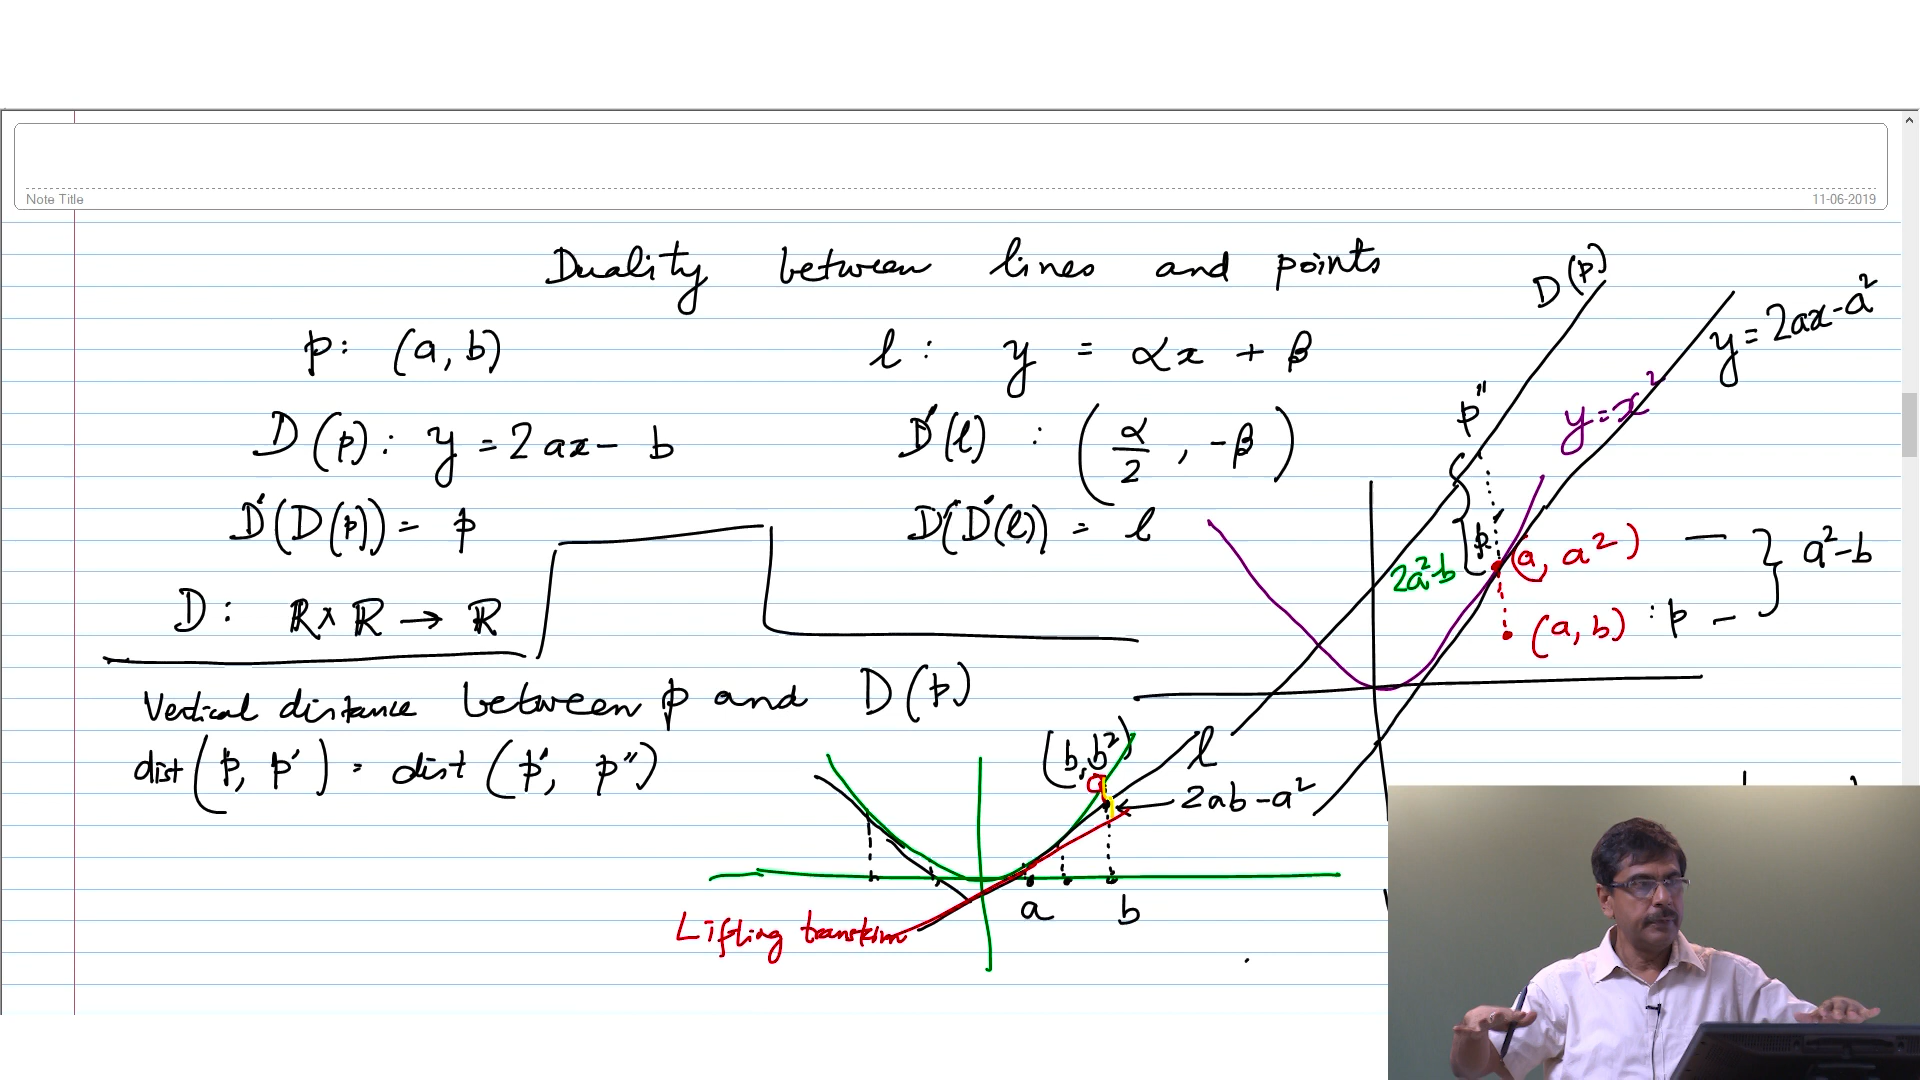 Note Title
11-06-2019
Duality between lines and points
p: (a, b)
l: y = αx + β
D(p): y = 2ax - b
D'(l) : (α/2, -β)
D'(D(p)) = p
D(D'(l)) = l
D: ℝ × ℝ → ℝ
Vertical distance between p and D(p)
dist(p, p') = dist(p', p'')
D(p)
y = 2ax - a²
p''
y = x²
p'
2a²-b
(a, a²)
a²-b
(a, b) : p
(b, b²)
l
2ab - a²
a
b
Lifting transform